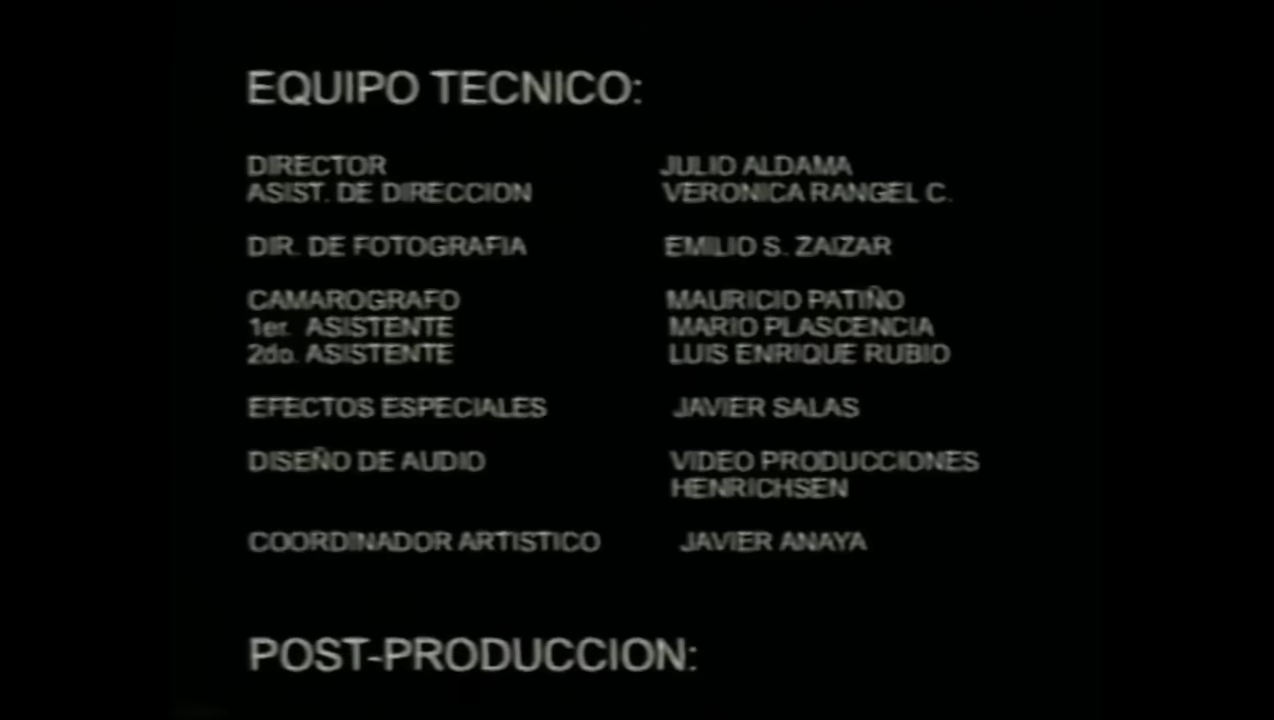 EQUIPO TECNICO:
DIRECTOR JULIO ALDAMA
ASIST. DE DIRECCION VERONICA RANGEL C.
DIR. DE FOTOGRAFIA EMILIO S. ZAIZAR
CAMAROGRAFO MAURICIO PATIÑO
1er. ASISTENTE MARIO PLASCENCIA
2do. ASISTENTE LUIS ENRIQUE RUBIO
EFECTOS ESPECIALES JAVIER SALAS
DISEÑO DE AUDIO VIDEO PRODUCCIONES
HENRICHSEN
COORDINADOR ARTISTICO JAVIER ANAYA
POST-PRODUCCION: